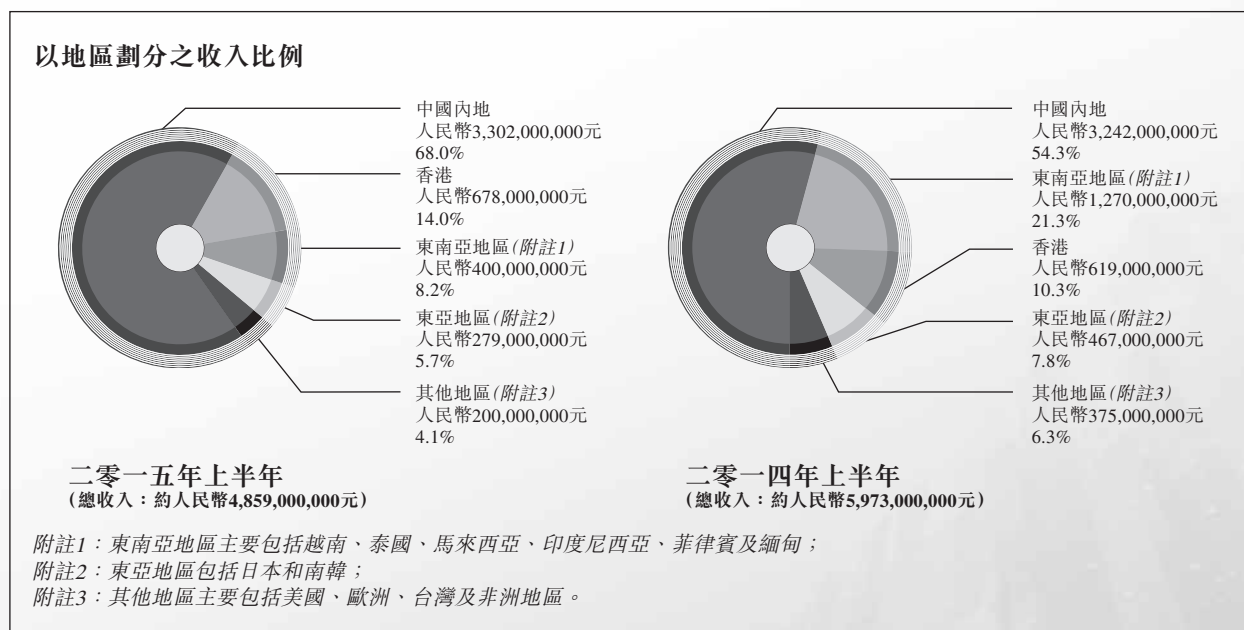 以地區劃分之收入比例
中國內地
人民幣3,302,000,000元
68.0%
香港
人民幣678,000,000元
14.0%
東南亞地區(附註1)
人民幣400,000,000元
8.2%
東亞地區(附註2)
人民幣279,000,000元
5.7%
其他地區(附註3)
人民幣200,000,000元
4.1%
二零一五年上半年
(總收入：約人民幣4,859,000,000元)
中國內地
人民幣3,242,000,000元
54.3%
東南亞地區(附註1)
人民幣1,270,000,000元
21.3%
香港
人民幣619,000,000元
10.3%
東亞地區(附註2)
人民幣467,000,000元
7.8%
其他地區(附註3)
人民幣375,000,000元
6.3%
二零一四年上半年
(總收入：約人民幣5,973,000,000元)
附註1：東南亞地區主要包括越南、泰國、馬來西亞、印度尼西亞、菲律賓及緬甸；
附註2：東亞地區包括日本和南韓；
附註3：其他地區主要包括美國、歐洲、台灣及非洲地區。